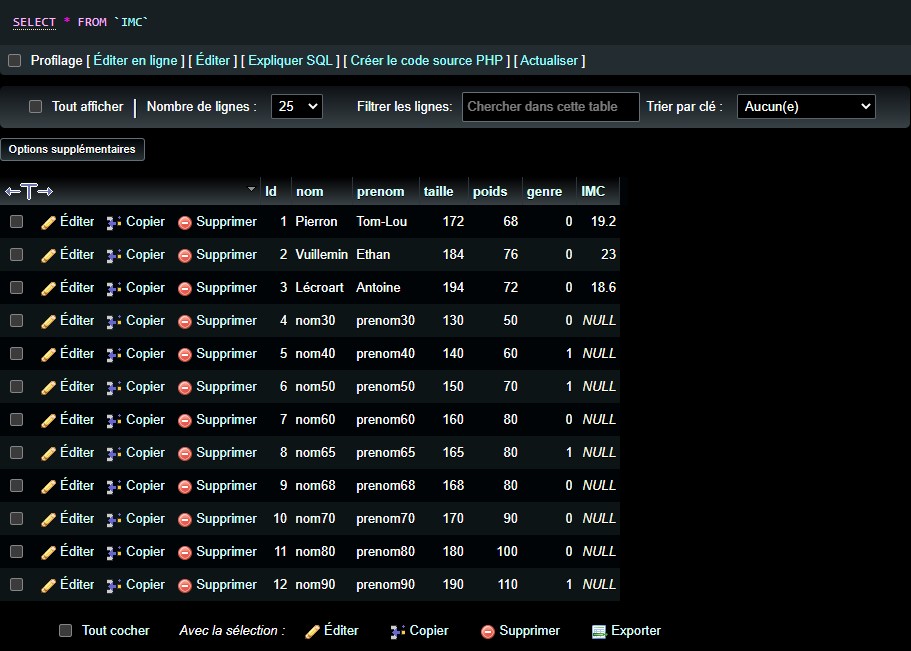 SELECT * FROM `IMC`
Profilage [ Éditer en ligne ] [ Éditer ] [ Expliquer SQL ] [ Créer le code source PHP ] [ Actualiser ]
Tout afficher | Nombre de lignes : 25 Filtrer les lignes: Chercher dans cette table Trier par clé : Aucun(e)
Options supplémentaires
←T→ Id nom prenom taille poids genre IMC
Éditer Copier Supprimer 1 Pierron Tom-Lou 172 68 0 19.2
Éditer Copier Supprimer 2 Vuillemin Ethan 184 76 0 23
Éditer Copier Supprimer 3 Lécroart Antoine 194 72 0 18.6
Éditer Copier Supprimer 4 nom30 prenom30 130 50 0 NULL
Éditer Copier Supprimer 5 nom40 prenom40 140 60 1 NULL
Éditer Copier Supprimer 6 nom50 prenom50 150 70 1 NULL
Éditer Copier Supprimer 7 nom60 prenom60 160 80 0 NULL
Éditer Copier Supprimer 8 nom65 prenom65 165 80 1 NULL
Éditer Copier Supprimer 9 nom68 prenom68 168 80 0 NULL
Éditer Copier Supprimer 10 nom70 prenom70 170 90 0 NULL
Éditer Copier Supprimer 11 nom80 prenom80 180 100 0 NULL
Éditer Copier Supprimer 12 nom90 prenom90 190 110 1 NULL
Tout cocher Avec la sélection : Éditer Copier Supprimer Exporter